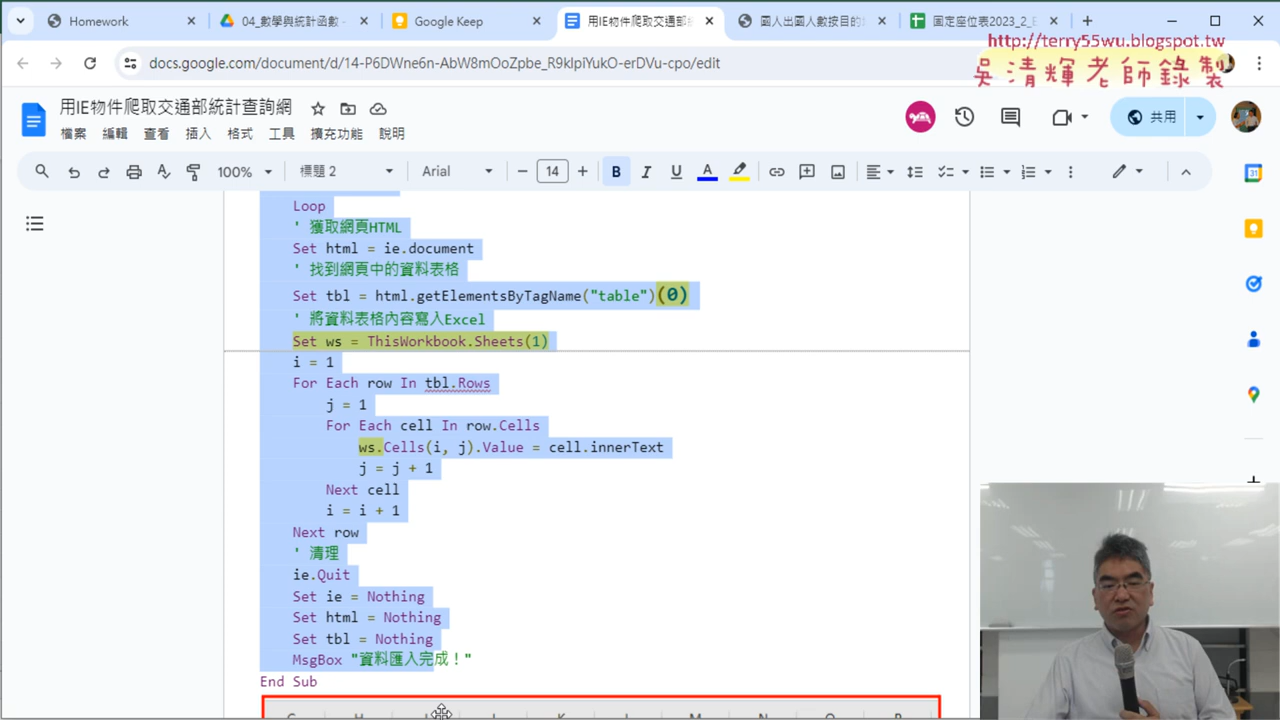 Homework
04_數學與統計函數 -
Google Keep
用IE物件爬取交通部統
國人出國人數按目的
固定座位表2023_2_
http://terry55wu.blogspot.tw
docs.google.com/document/d/14-P6DWne6n-AbW8mOoZpbe_R9kIpiYukO-erDVu-cpo/edit
吳清輝老師錄製
用IE物件爬取交通部統計查詢網
檔案 編輯 查看 插入 格式 工具 擴充功能 說明
共用
100% 標題 2 Arial 14 B I U A
Loop
' 獲取網頁HTML
Set html = ie.document
' 找到網頁中的資料表格
Set tbl = html.getElementsByTagName("table")(0)
' 將資料表格內容寫入Excel
Set ws = ThisWorkbook.Sheets(1)
i = 1
For Each row In tbl.Rows
j = 1
For Each cell In row.Cells
ws.Cells(i, j).Value = cell.innerText
j = j + 1
Next cell
i = i + 1
Next row
' 清理
ie.Quit
Set ie = Nothing
Set html = Nothing
Set tbl = Nothing
MsgBox "資料匯入完成！"
End Sub